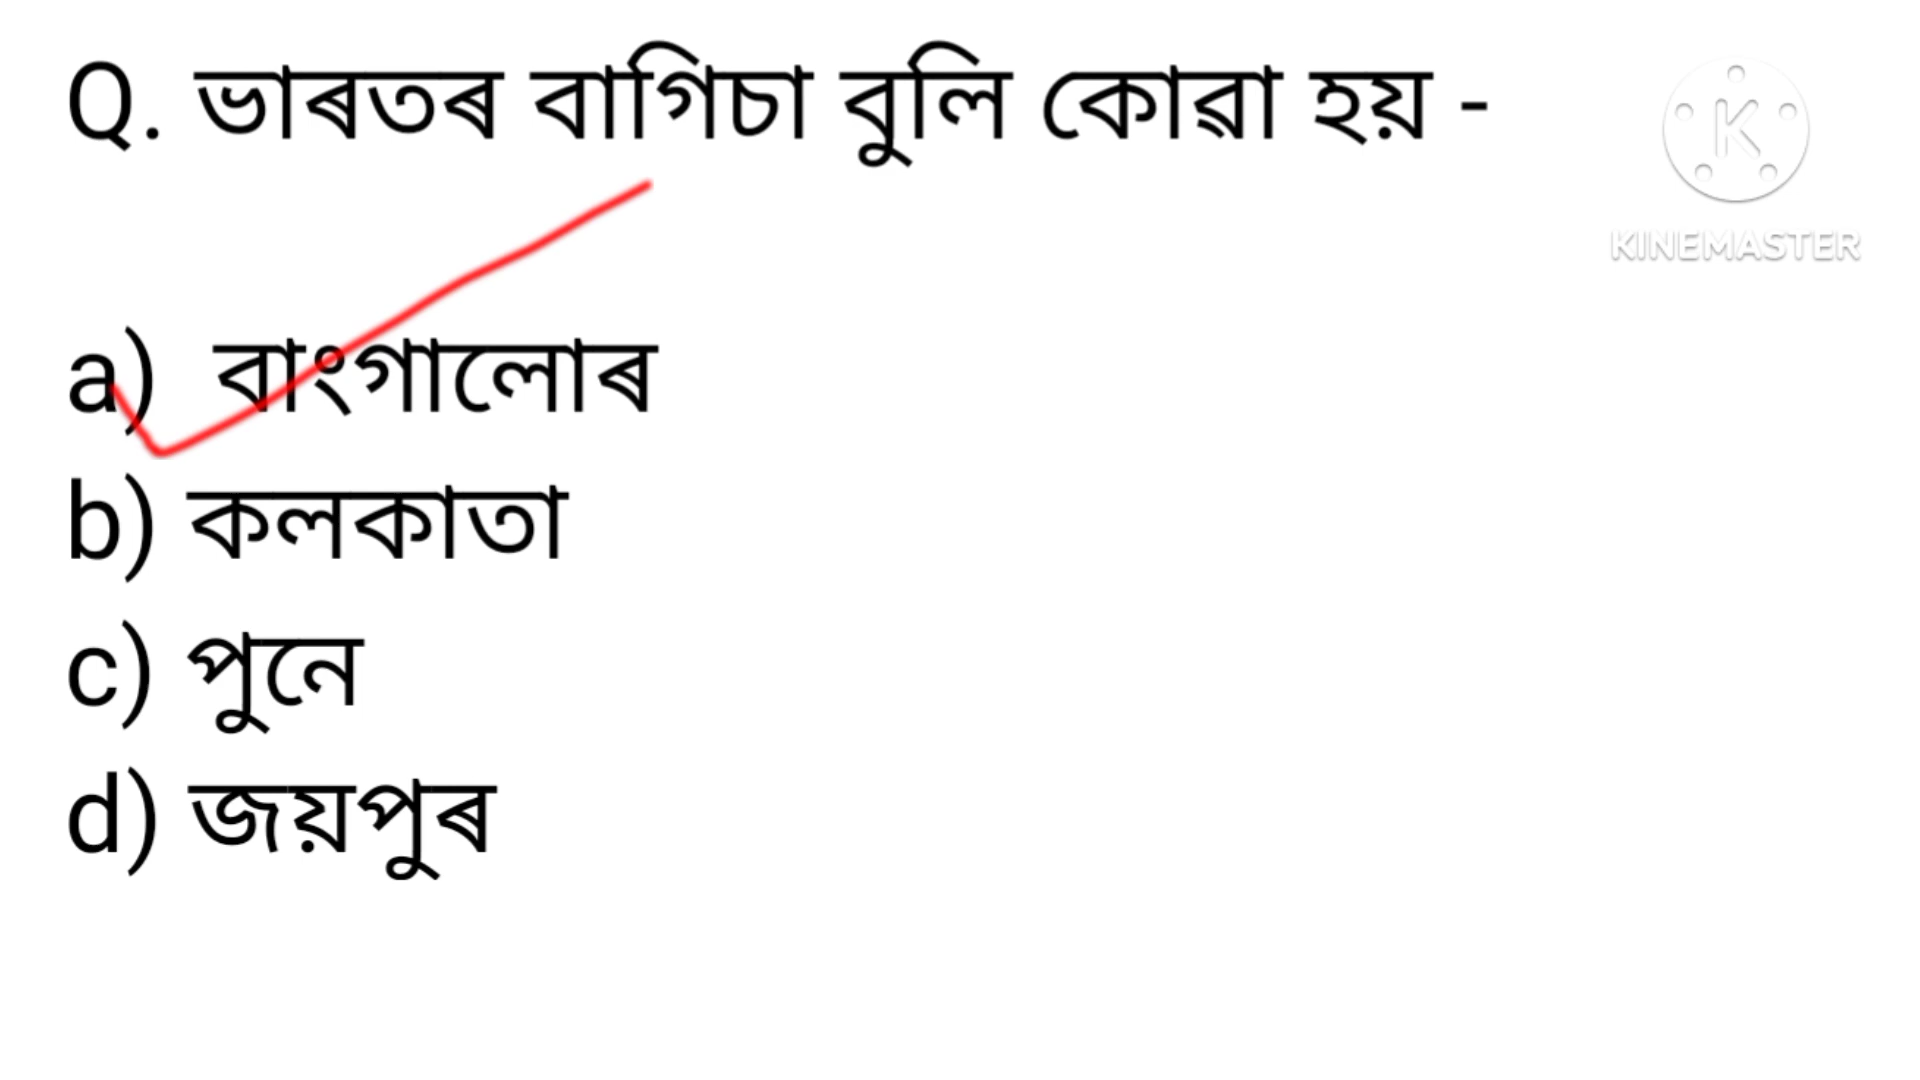 Q. ভাৰতৰ বাগিচা বুলি কোৱা হয় -
KINEMASTER
a) বাংগালোৰ
b) কলকাতা
c) পুনে
d) জয়পুৰ